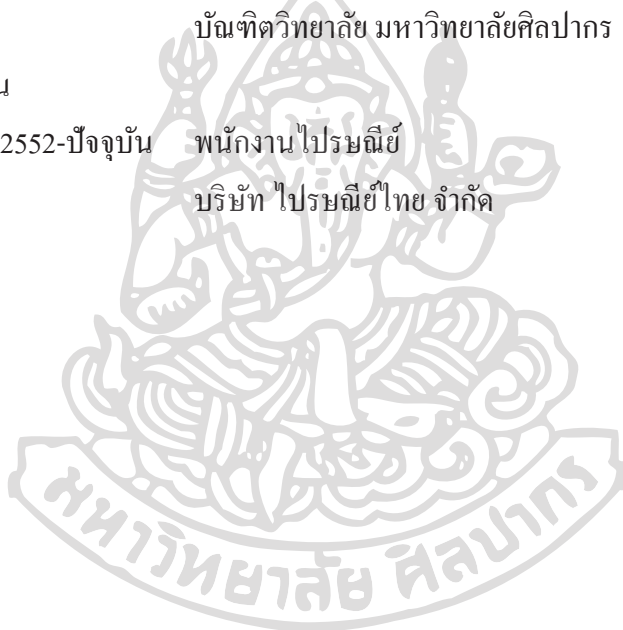 บัณฑิตวิทยาลัย มหาวิทยาลัยศิลปากร
น
2552-ปัจจุบัน พนักงานไปรษณีย์
บริษัท ไปรษณีย์ไทย จำกัด
มหาวิทยาลัย ศิลปากร